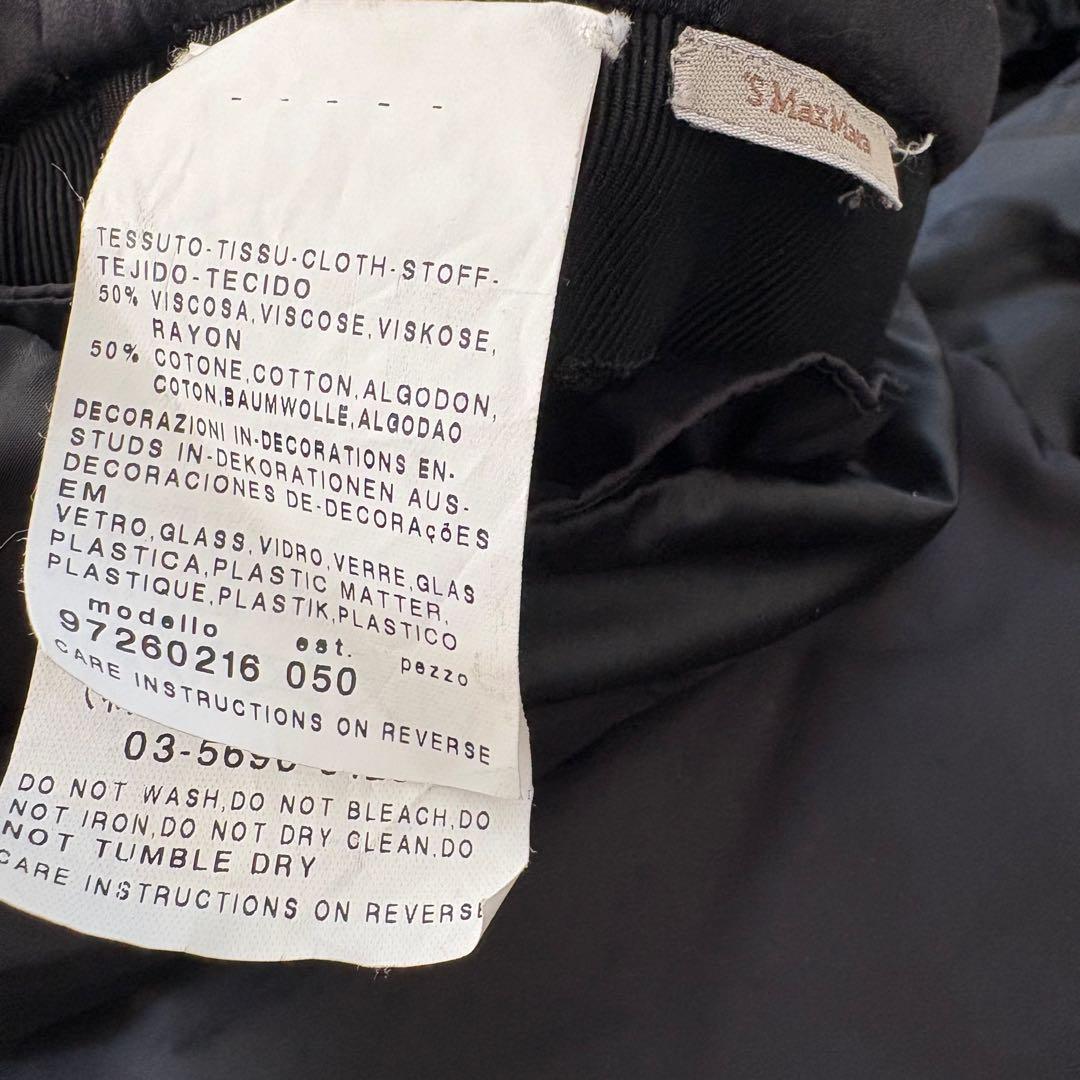 - - - - -
'S MaxMara
TESSUTO-TISSU-CLOTH-STOFF-
TEJIDO-TECIDO
50% VISCOSA,VISCOSE,VISKOSE,
RAYON
50% COTONE,COTTON,ALGODON,
COTON,BAUMWOLLE,ALGODAO
DECORAZIONI IN-DECORATIONS EN-
STUDS IN-DEKORATIONEN AUS-
DECORACIONES DE-DECORAÇÕES
EM
VETRO,GLASS,VIDRO,VERRE,GLAS
PLASTICA,PLASTIC MATTER,
PLASTIQUE,PLASTIK,PLASTICO
modello est. pezzo
97260216 050
CARE INSTRUCTIONS ON REVERSE
DO NOT WASH,DO NOT BLEACH,DO
NOT IRON,DO NOT DRY CLEAN,DO
NOT TUMBLE DRY
CARE INSTRUCTIONS ON REVERSE